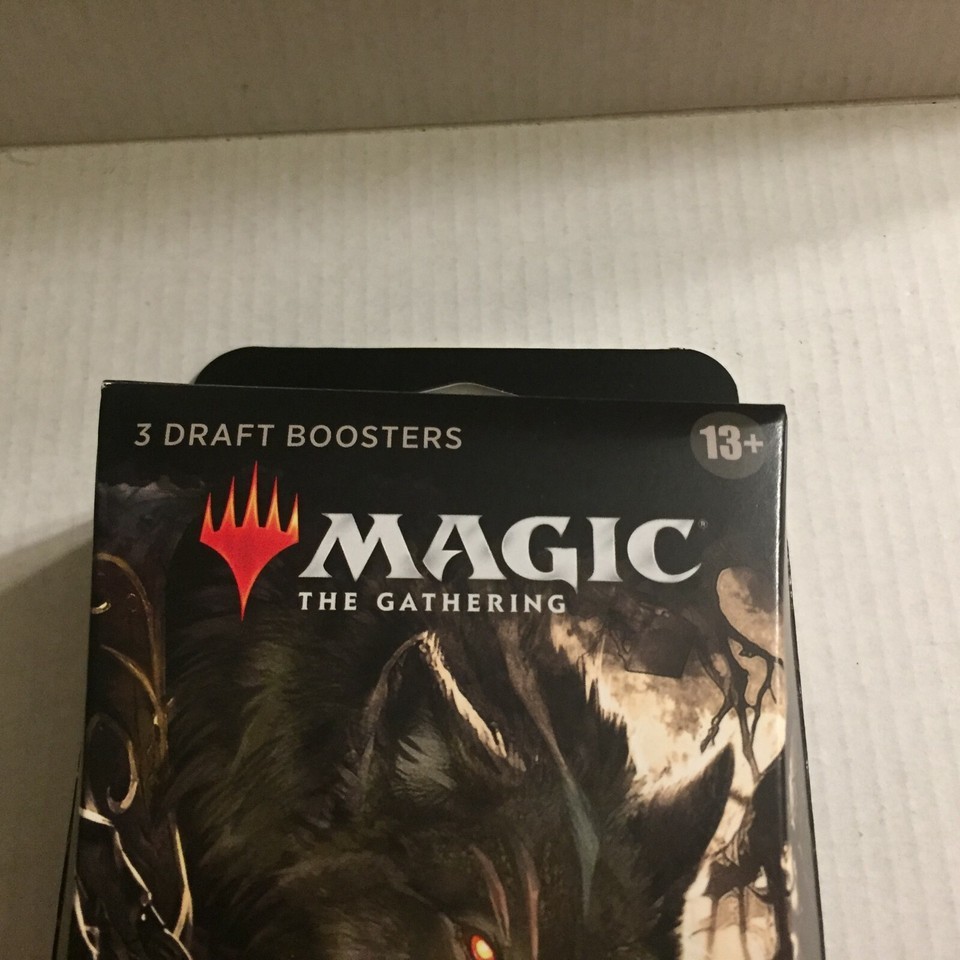 3 DRAFT BOOSTERS
13+
MAGIC®
THE GATHERING